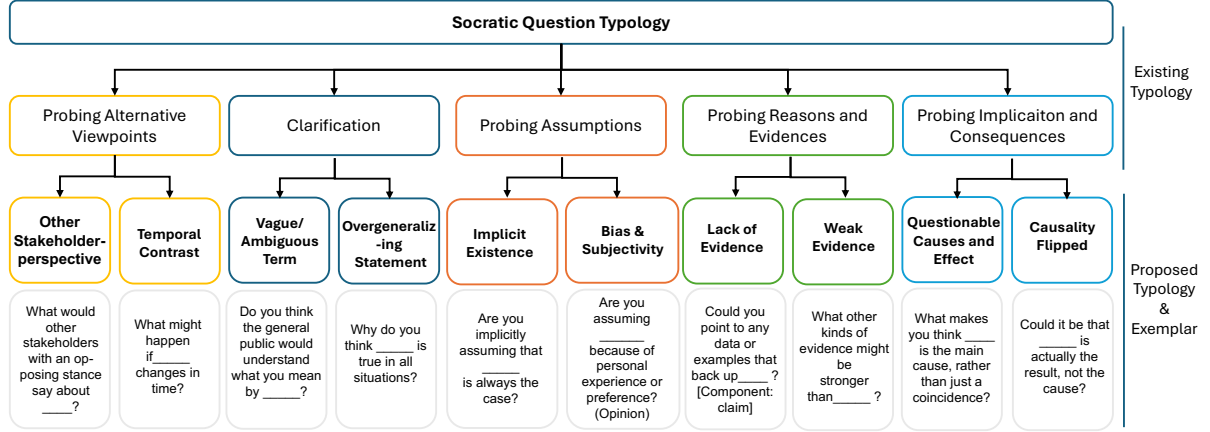 Socratic Question Typology
Existing
Typology
Probing Alternative
Viewpoints
Clarification
Probing Assumptions
Probing Reasons and
Evidences
Probing Implicaiton and
Consequences
Other
Stakeholder-
perspective
Temporal
Contrast
Vague/
Ambiguous
Term
Overgeneraliz
-ing
Statement
Implicit
Existence
Bias &
Subjectivity
Lack of
Evidence
Weak
Evidence
Questionable
Causes and
Effect
Causality
Flipped
Proposed
Typology
&
Exemplar
What would
other
stakeholders
with an op-
posing stance
say about
____?
What might
happen
if_____
changes in
time?
Do you think
the general
public would
understand
what you mean
by _____?
Why do you
think _____ is
true in all
situations?
Are you
implicitly
assuming that
_____
is always the
case?
Are you
assuming
______
because of
personal
experience or
preference?
(Opinion)
Could you
point to any
data or
examples that
back up____ ?
[Component:
claim]
What other
kinds of
evidence might
be
stronger
than_____ ?
What makes
you think ____
is the main
cause, rather
than just a
coincidence?
Could it be that
_____ is
actually the
result, not the
cause?